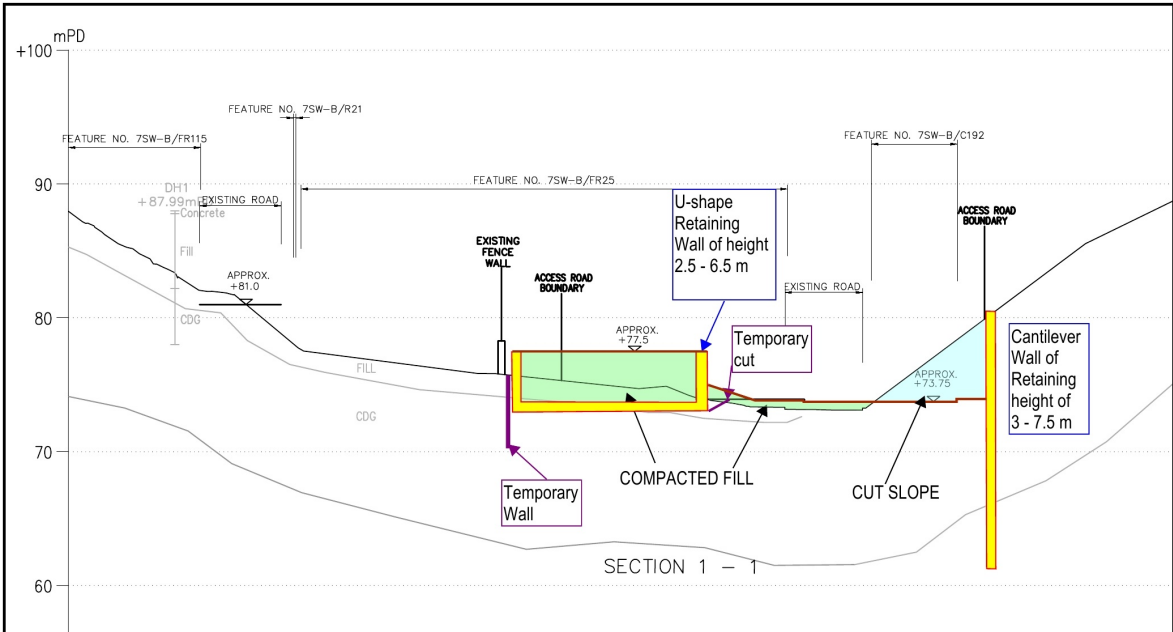 mPD
+100
FEATURE NO. 7SW-B/R21
FEATURE NO. 7SW-B/FR115
FEATURE NO. 7SW-B/C192
FEATURE NO. 7SW-B/FR25
90
DH1
+87.99m
EXISTING ROAD
Concrete
Fill
U-shape
Retaining
Wall of height
2.5 - 6.5 m
ACCESS ROAD
BOUNDARY
EXISTING
FENCE
WALL
ACCESS ROAD
BOUNDARY
APPROX.
+81.0
EXISTING ROAD
80
CDG
APPROX.
+77.5
Temporary
cut
Cantilever
Wall of
Retaining
height of
3 - 7.5 m
FILL
APPROX.
+73.75
CDG
70
COMPACTED FILL
CUT SLOPE
Temporary
Wall
SECTION 1 - 1
60